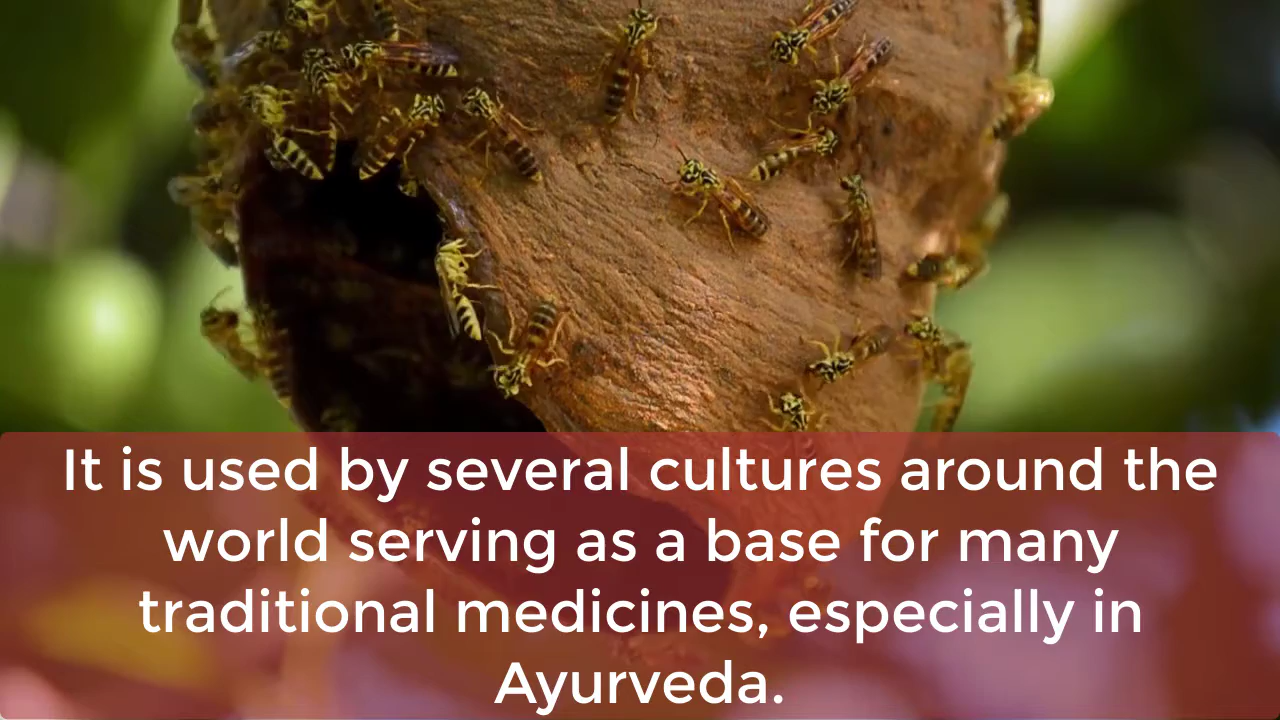 It is used by several cultures around the
world serving as a base for many
traditional medicines, especially in
Ayurveda.